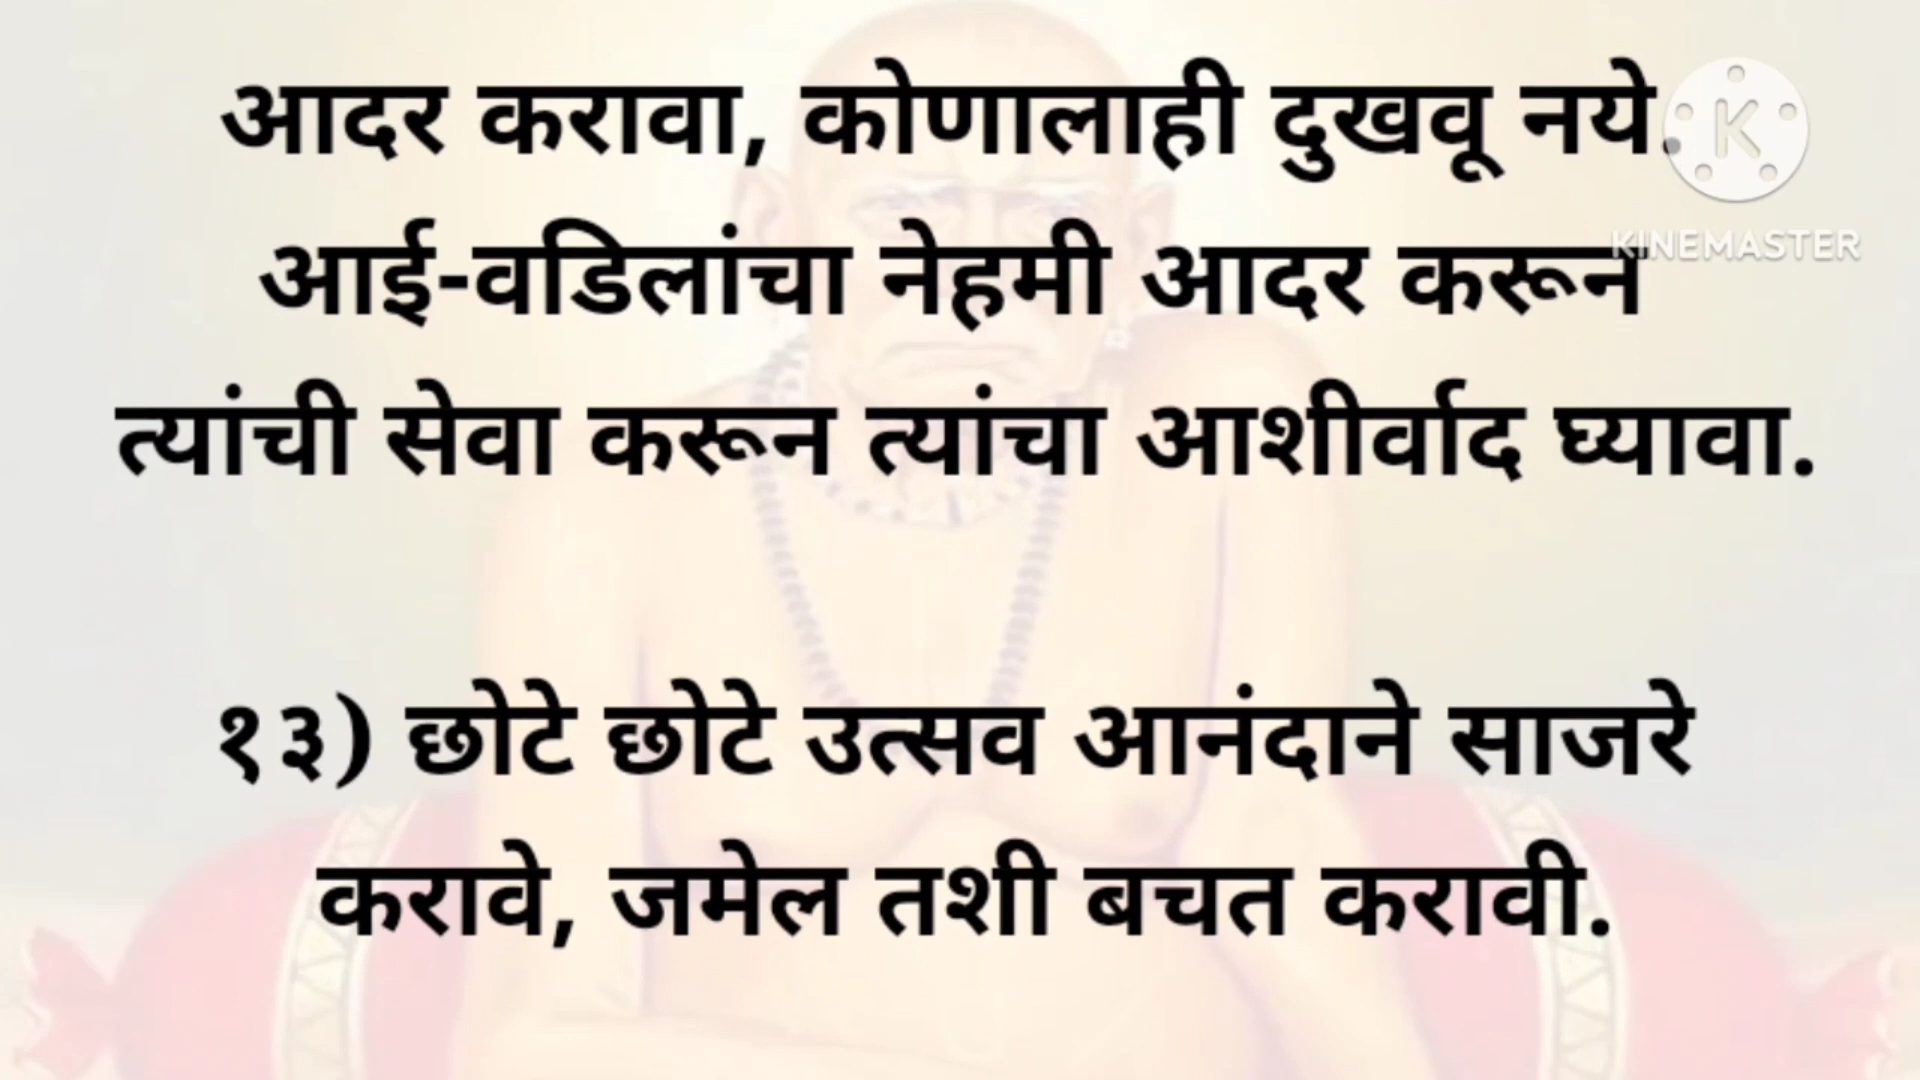 आदर करावा, कोणालाही दुखवू नये.
K
KINEMASTER
आई-वडिलांचा नेहमी आदर करून
त्यांची सेवा करून त्यांचा आशीर्वाद घ्यावा.
१३) छोटे छोटे उत्सव आनंदाने साजरे
करावे, जमेल तशी बचत करावी.